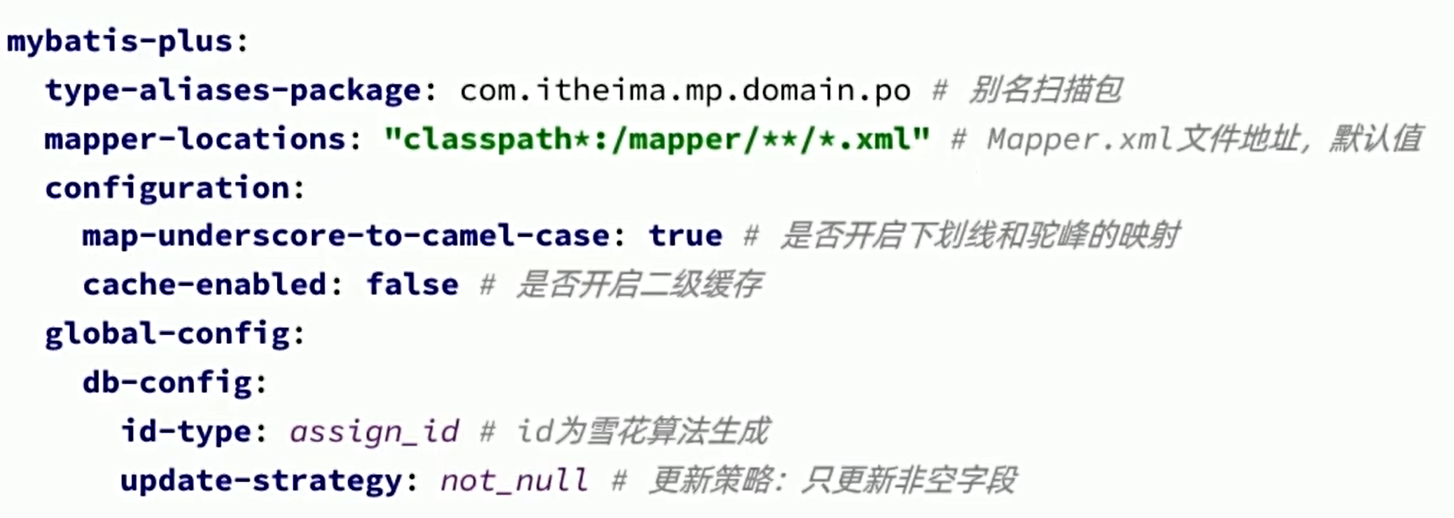 mybatis-plus:
  type-aliases-package: com.itheima.mp.domain.po # 别名扫描包
  mapper-locations: "classpath*:/mapper/**/*.xml" # Mapper.xml文件地址，默认值
  configuration:
    map-underscore-to-camel-case: true # 是否开启下划线和驼峰的映射
    cache-enabled: false # 是否开启二级缓存
  global-config:
    db-config:
      id-type: assign_id # id为雪花算法生成
      update-strategy: not_null # 更新策略：只更新非空字段